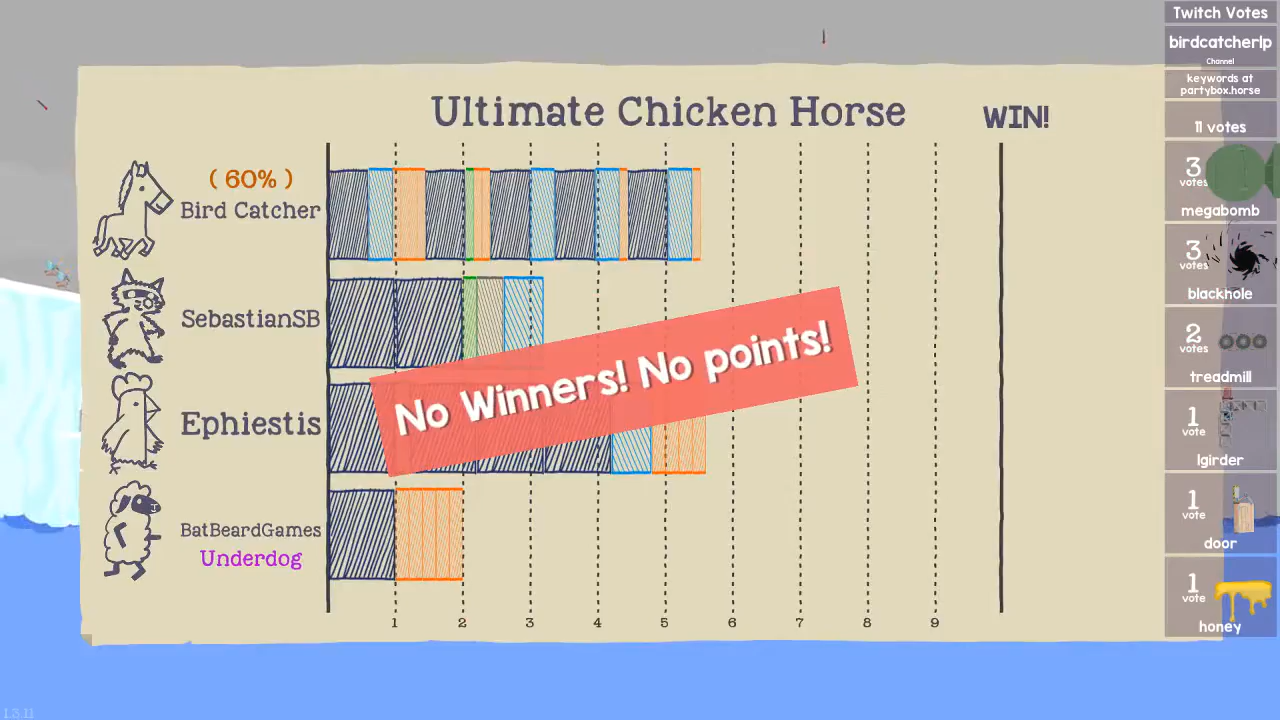 Ultimate Chicken Horse
WIN!
( 60% )
Bird Catcher
SebastianSB
Ephiestis
BatBeardGames
Underdog
No Winners! No points!
1 2 3 4 5 6 7 8 9
Twitch Votes
birdcatcherlp
Channel
keywords at
partybox.horse
11 votes
3
votes
megabomb
3
votes
blackhole
2
votes
treadmill
1
vote
lgirder
1
vote
door
1
vote
honey